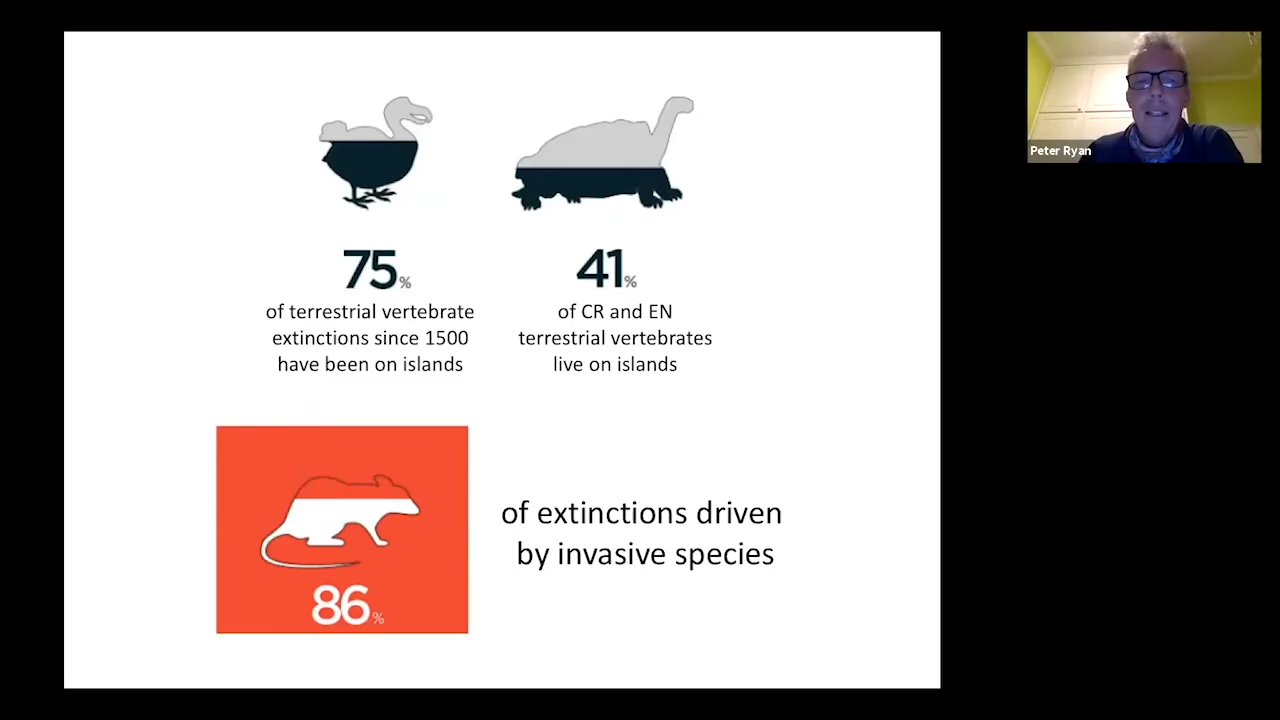 75%
of terrestrial vertebrate
extinctions since 1500
have been on islands
41%
of CR and EN
terrestrial vertebrates
live on islands
86%
of extinctions driven
by invasive species
Peter Ryan